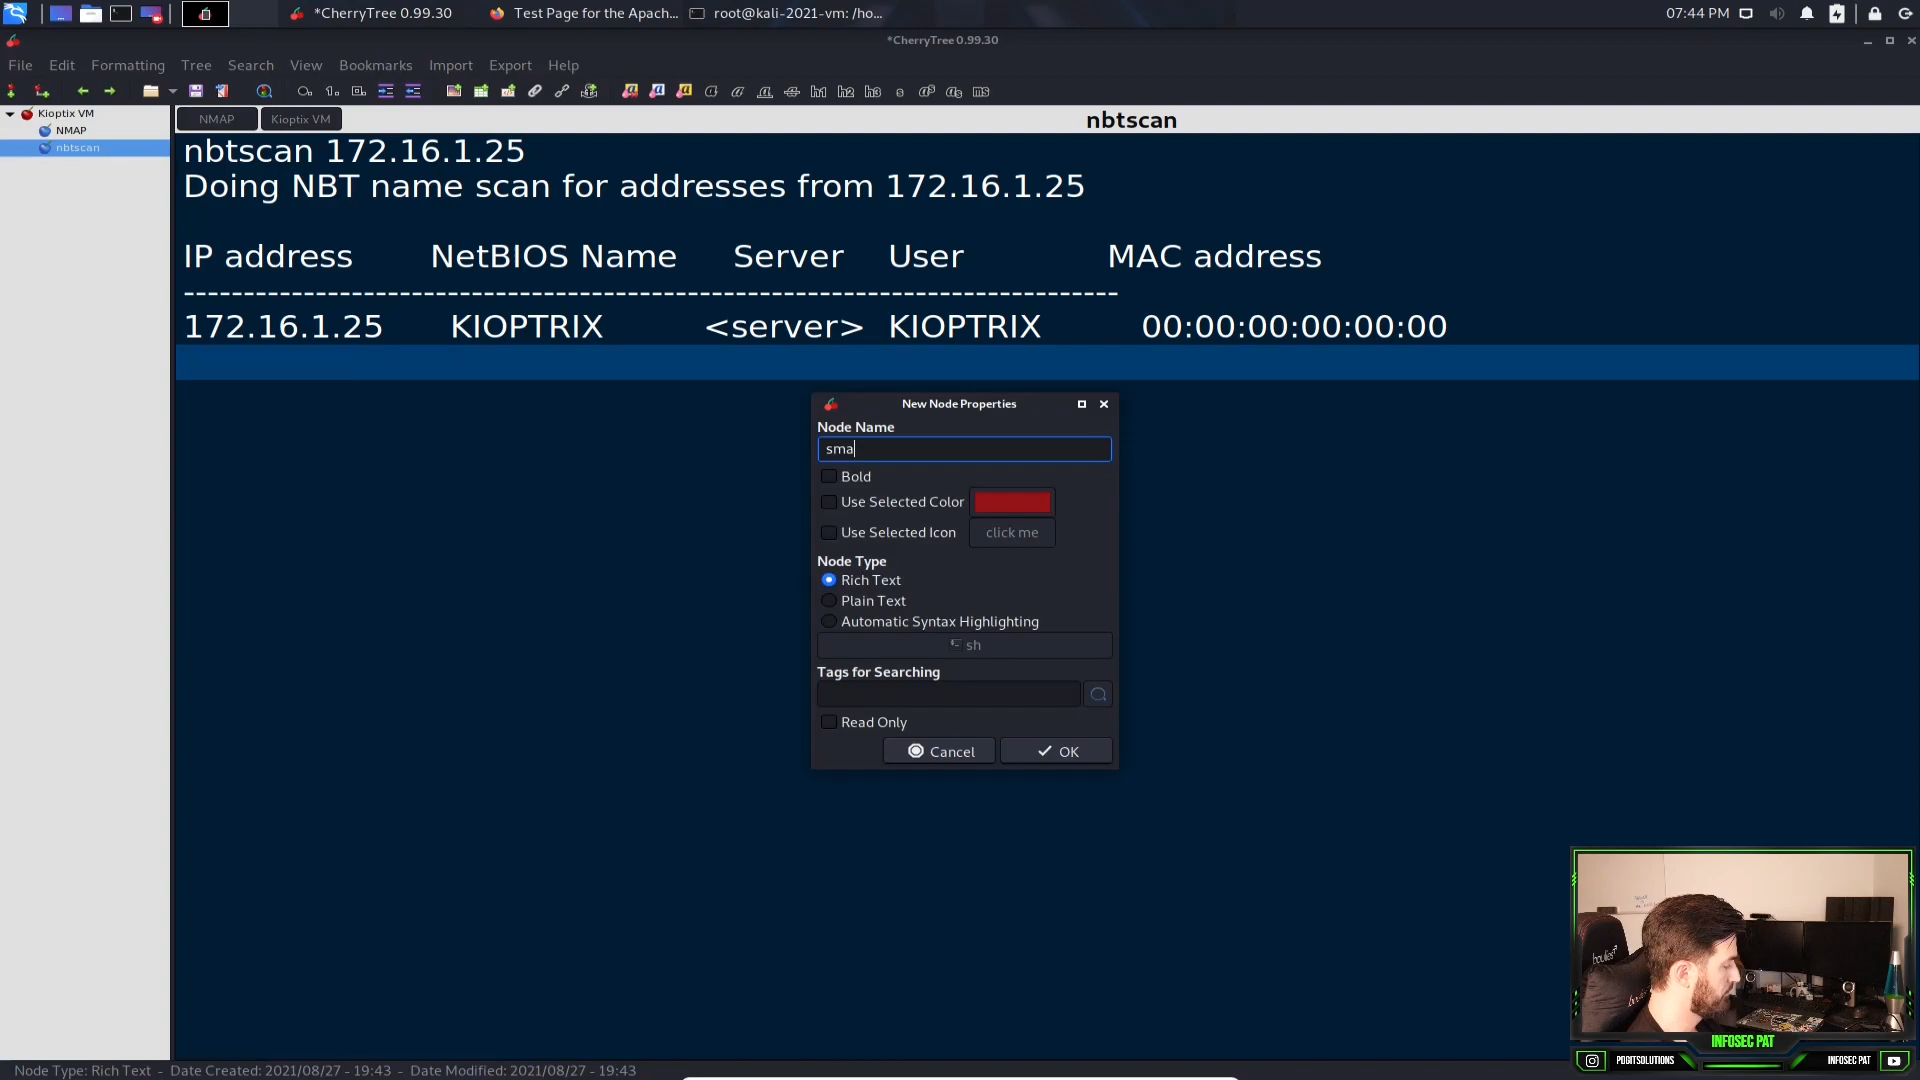 *CherryTree 0.99.30
Test Page for the Apach...
root@kali-2021-vm: /ho...
07:44 PM
*CherryTree 0.99.30
File Edit Formatting Tree Search View Bookmarks Import Export Help
h1 h2 h3 s
Kioptix VM
NMAP
nbtscan
NMAP
Kioptix VM
nbtscan
nbtscan 172.16.1.25
Doing NBT name scan for addresses from 172.16.1.25
IP address NetBIOS Name Server User MAC address
------------------------------------------------------------------------------
172.16.1.25 KIOPTRIX <server> KIOPTRIX 00:00:00:00:00:00
New Node Properties
Node Name
sma
Bold
Use Selected Color
Use Selected Icon click me
Node Type
Rich Text
Plain Text
Automatic Syntax Highlighting
sh
Tags for Searching
Read Only
Cancel OK
INFOSEC PAT
PDDITSOLUTIONS INFOSEC PAT
Node Type: Rich Text - Date Created: 2021/08/27 - 19:43 - Date Modified: 2021/08/27 - 19:43